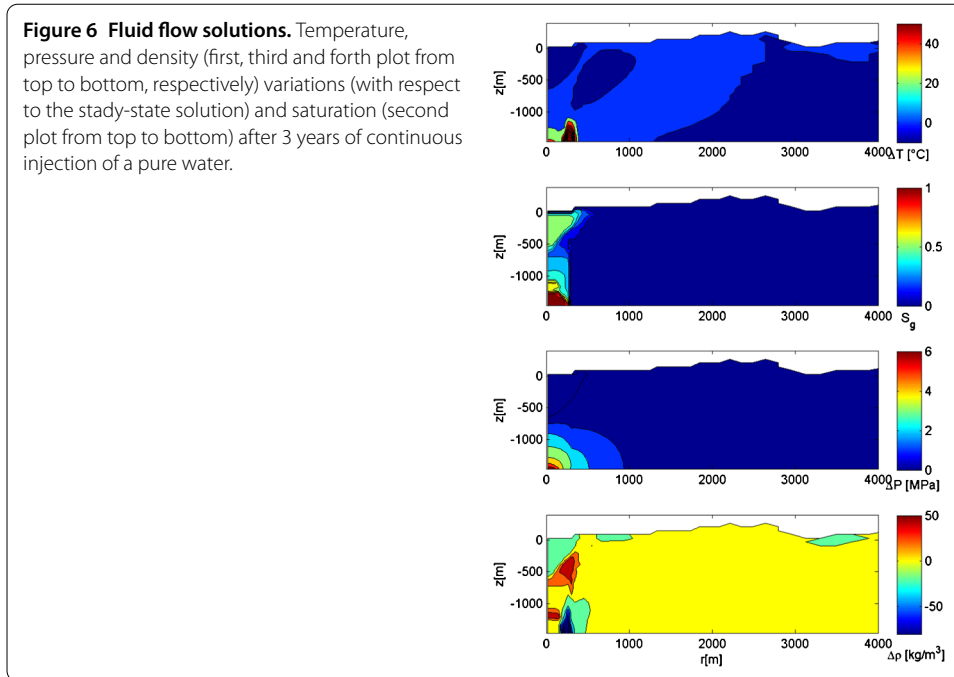 Figure 6 Fluid flow solutions. Temperature,
pressure and density (first, third and forth plot from
top to bottom, respectively) variations (with respect
to the stady-state solution) and saturation (second
plot from top to bottom) after 3 years of continuous
injection of a pure water.
z[m]
0
-500
-1000
0 1000 2000 3000 4000
40
20
0
ΔT [°C]
z[m]
0
-500
-1000
0 1000 2000 3000 4000
1
0.5
0
S_g
z[m]
0
-500
-1000
0 1000 2000 3000 4000
6
4
2
0
ΔP [MPa]
z[m]
0
-500
-1000
0 1000 2000 3000 4000
r[m]
50
0
-50
Δρ [kg/m³]